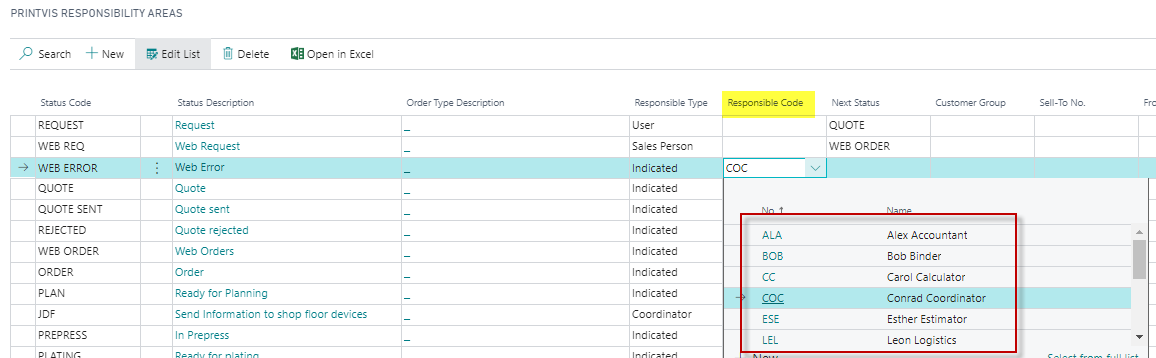 PRINTVIS RESPONSIBILITY AREAS
Search New Edit List Delete Open in Excel
Status Code Status Description Order Type Description Responsible Type Responsible Code Next Status Customer Group Sell-To No. Fro
REQUEST Request _ User QUOTE
WEB REQ Web Request _ Sales Person WEB ORDER
WEB ERROR Web Error _ Indicated COC
QUOTE Quote _ Indicated
QUOTE SENT Quote sent _ Indicated No. ↑ Name
REJECTED Quote rejected _ Indicated ALA Alex Accountant
WEB ORDER Web Orders _ Indicated BOB Bob Binder
ORDER Order _ Indicated CC Carol Calculator
PLAN Ready for Planning _ Indicated COC Conrad Coordinator
JDF Send Information to shop floor devices _ Coordinator ESE Esther Estimator
PREPRESS In Prepress _ Indicated LEL Leon Logistics
PLATING Ready for plating _ Indicated New Select from full list